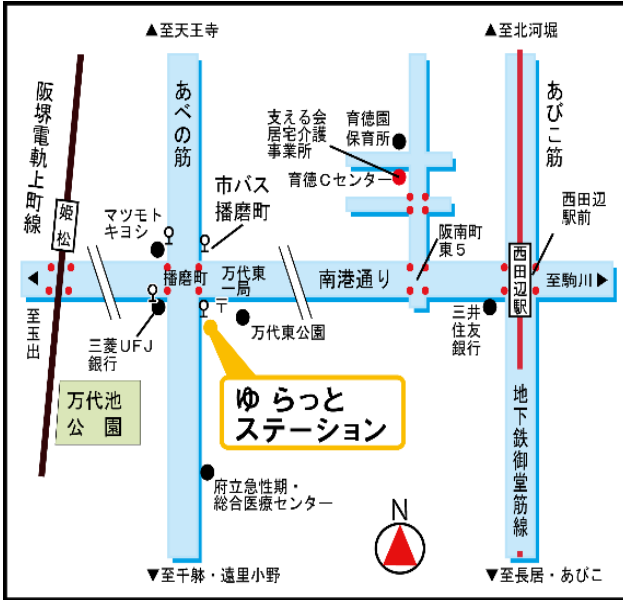 ▲至天王寺
▲至北河堀
阪堺電軌上町線
あべの筋
支える会
居宅介護
事業所
育徳園
保育所
育徳Cセンター
あびこ筋
姫松
マツモト
キヨシ
市バス
播磨町
阪南町
東5
西田辺
駅前
播磨町
万代東
一局
〒
南港通り
西田辺駅
至駒川▶
◀
至玉出
三菱UFJ
銀行
万代東公園
三井
住友
銀行
万代池
公園
ゆらっと
ステーション
地下鉄御堂筋線
府立急性期・
総合医療センター
N
▼至千躰・遠里小野
▼至長居・あびこ